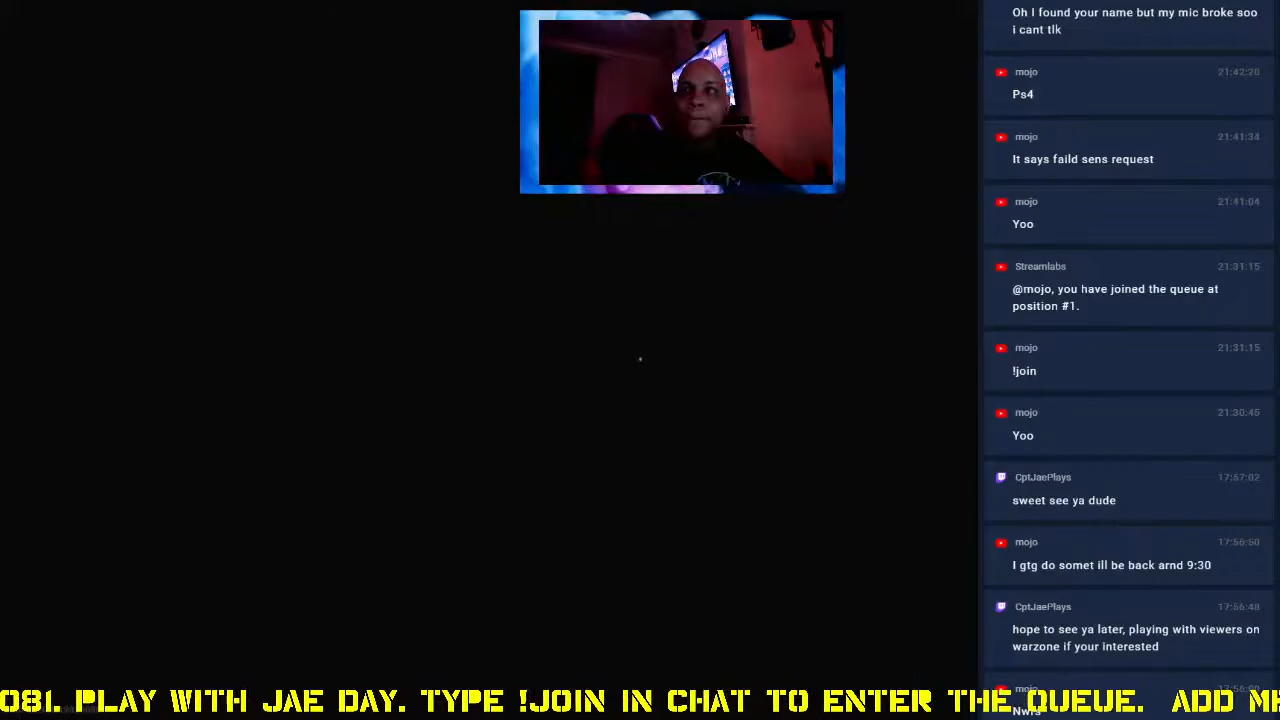 Oh I found your name but my mic broke soo
i cant tlk
mojo 21:42:20
Ps4
mojo 21:41:34
It says faild sens request
mojo 21:41:04
Yoo
Streamlabs 21:31:15
@mojo, you have joined the queue at
position #1.
mojo 21:31:15
!join
mojo 21:30:45
Yoo
CptJaePlays 17:57:02
sweet see ya dude
mojo 17:56:50
I gtg do somet ill be back arnd 9:30
CptJaePlays 17:56:48
hope to see ya later, playing with viewers on
warzone if your interested
mojo
Nwrs
081. PLAY WITH JAE DAY. TYPE !JOIN IN CHAT TO ENTER THE QUEUE. ADD ME